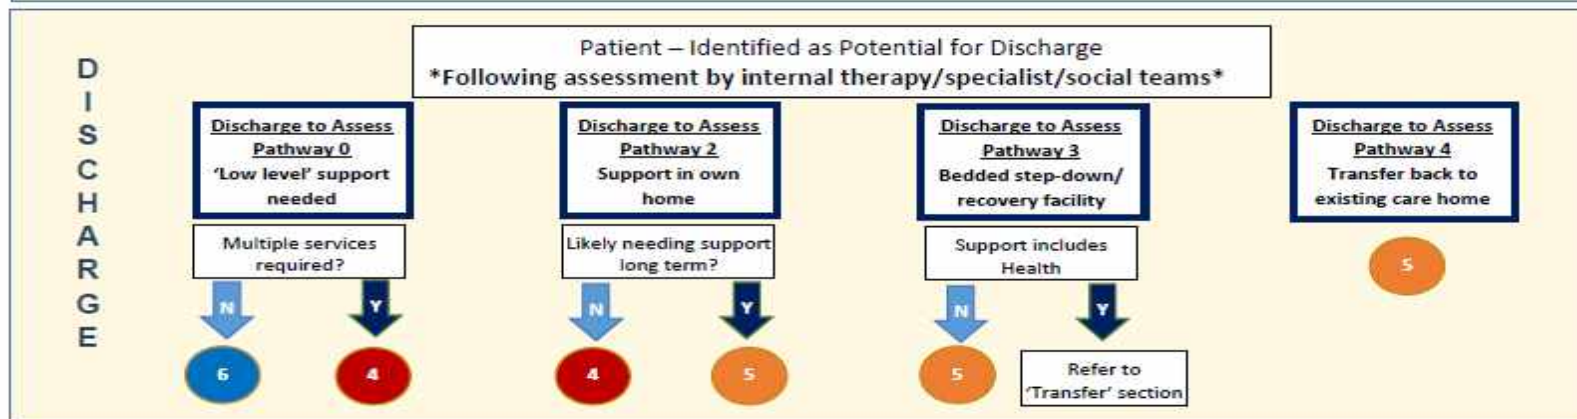 DISCHARGE
Patient – Identified as Potential for Discharge
*Following assessment by internal therapy/specialist/social teams*
Discharge to Assess
Pathway 0
‘Low level’ support
needed
Multiple services
required?
N
Y
6
4
Discharge to Assess
Pathway 2
Support in own
home
Likely needing support
long term?
N
Y
4
5
Discharge to Assess
Pathway 3
Bedded step-down/
recovery facility
Support includes
Health
N
Y
5
Refer to
‘Transfer’ section
Discharge to Assess
Pathway 4
Transfer back to
existing care home
5